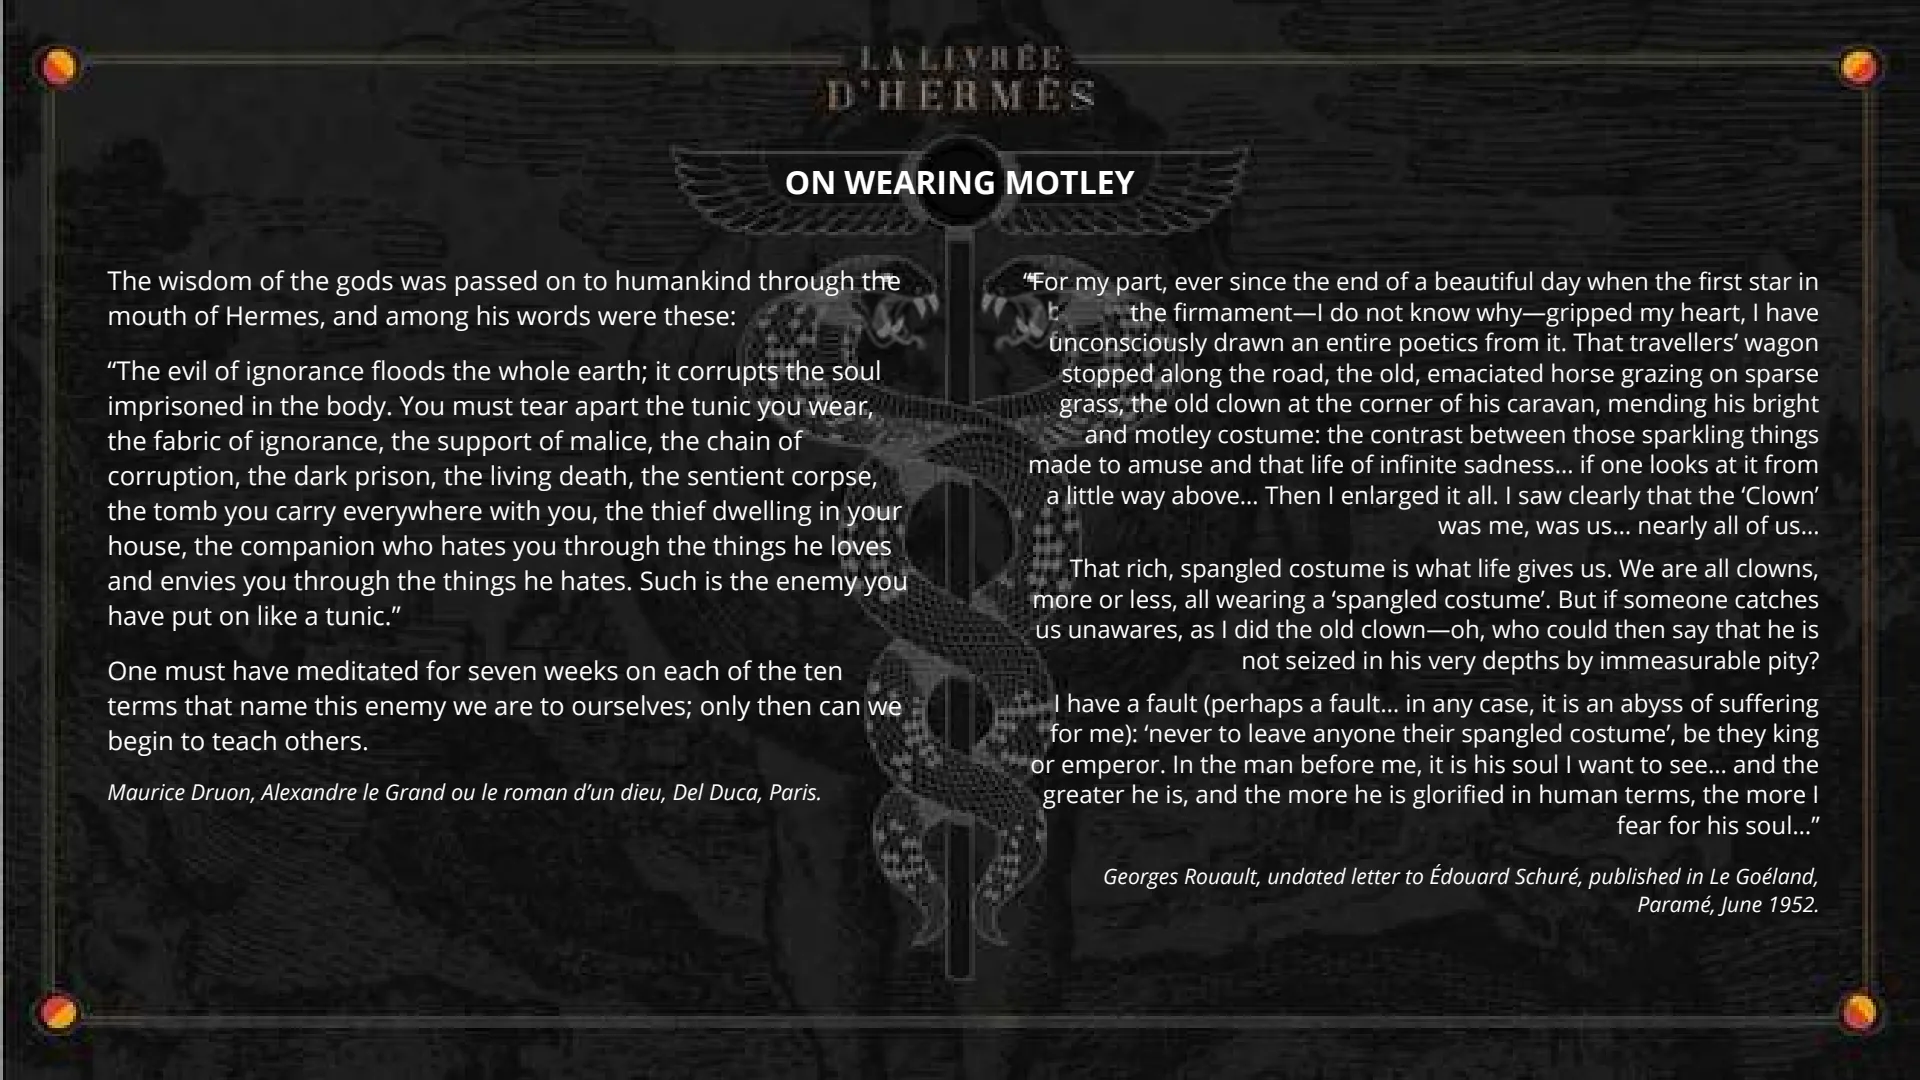 LA LIVRÉE
D'HERMÈS
ON WEARING MOTLEY
The wisdom of the gods was passed on to humankind through the
mouth of Hermes, and among his words were these:
“The evil of ignorance floods the whole earth; it corrupts the soul
imprisoned in the body. You must tear apart the tunic you wear,
the fabric of ignorance, the support of malice, the chain of
corruption, the dark prison, the living death, the sentient corpse,
the tomb you carry everywhere with you, the thief dwelling in your
house, the companion who hates you through the things he loves
and envies you through the things he hates. Such is the enemy you
have put on like a tunic.”
One must have meditated for seven weeks on each of the ten
terms that name this enemy we are to ourselves; only then can we
begin to teach others.
Maurice Druon, Alexandre le Grand ou le roman d’un dieu, Del Duca, Paris.
“For my part, ever since the end of a beautiful day when the first star in
the firmament—I do not know why—gripped my heart, I have
unconsciously drawn an entire poetics from it. That travellers’ wagon
stopped along the road, the old, emaciated horse grazing on sparse
grass, the old clown at the corner of his caravan, mending his bright
and motley costume: the contrast between those sparkling things
made to amuse and that life of infinite sadness… if one looks at it from
a little way above… Then I enlarged it all. I saw clearly that the ‘Clown’
was me, was us… nearly all of us…
That rich, spangled costume is what life gives us. We are all clowns,
more or less, all wearing a ‘spangled costume’. But if someone catches
us unawares, as I did the old clown—oh, who could then say that he is
not seized in his very depths by immeasurable pity?
I have a fault (perhaps a fault… in any case, it is an abyss of suffering
for me): ‘never to leave anyone their spangled costume’, be they king
or emperor. In the man before me, it is his soul I want to see… and the
greater he is, and the more he is glorified in human terms, the more I
fear for his soul…”
Georges Rouault, undated letter to Édouard Schuré, published in Le Goéland,
Paramé, June 1952.